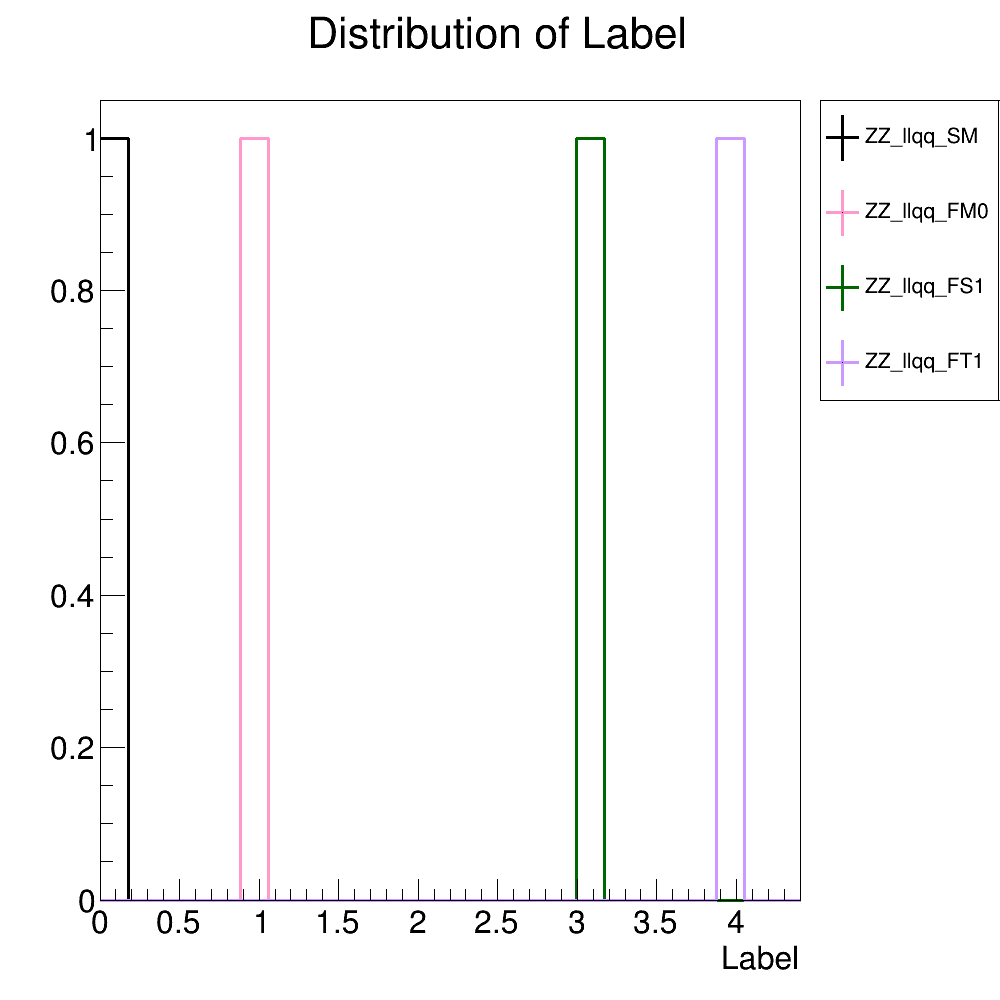 Distribution of Label
1
0.8
0.6
0.4
0.2
0
0 0.5 1 1.5 2 2.5 3 3.5 4
Label
ZZ_llqq_SM
ZZ_llqq_FM0
ZZ_llqq_FS1
ZZ_llqq_FT1